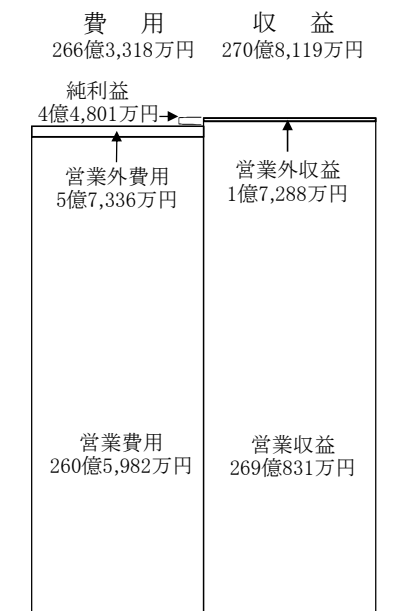 費　用
266億3,318万円
収　益
270億8,119万円
純利益
4億4,801万円
営業外費用
5億7,336万円
営業外収益
1億7,288万円
営業費用
260億5,982万円
営業収益
269億831万円